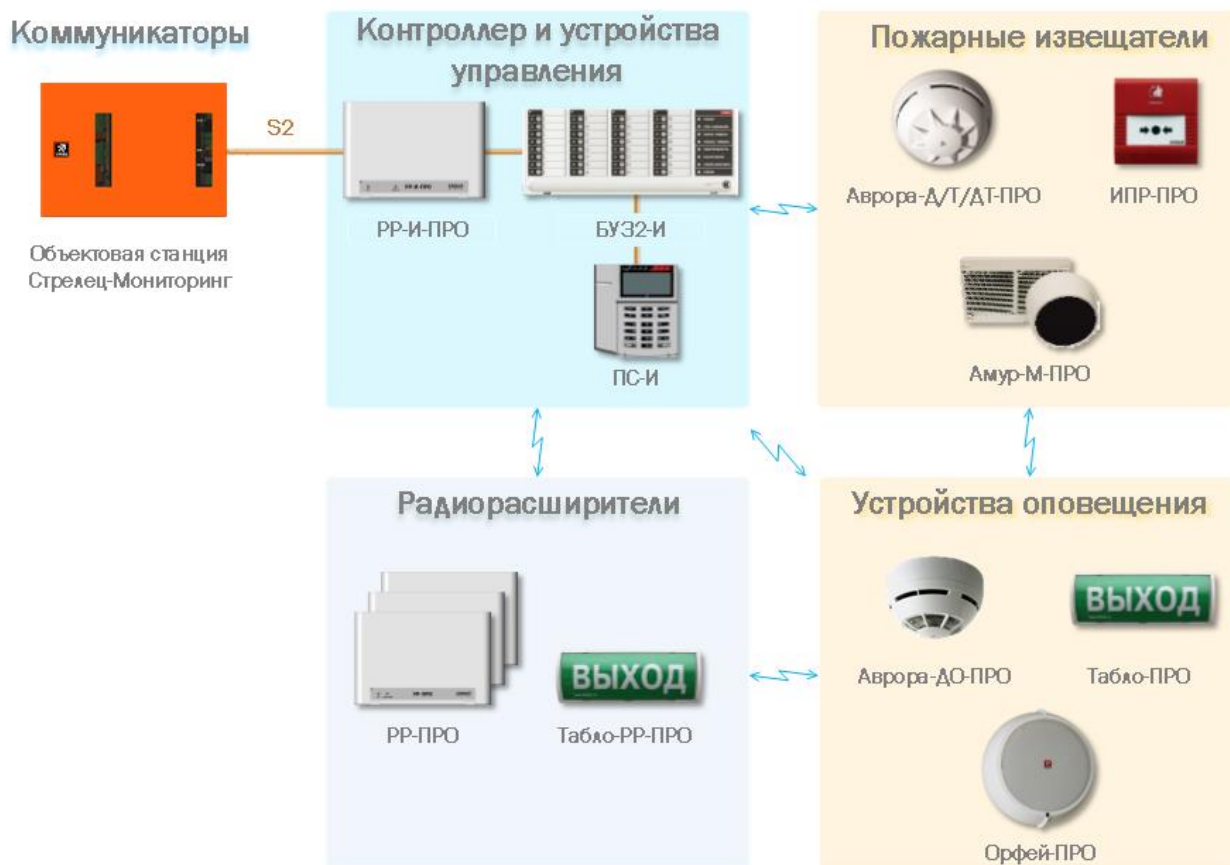 Коммуникаторы
S2
Объектовая станция
Стрелец-Мониторинг
Контроллер и устройства
управления
РР-И-ПРО
БУ32-И
ПС-И
Пожарные извещатели
Аврора-Д/Т/ДТ-ПРО
ИПР-ПРО
Амур-М-ПРО
Радиорасширители
РР-ПРО
ВЫХОД
Табло-РР-ПРО
Устройства оповещения
Аврора-ДО-ПРО
ВЫХОД
Табло-ПРО
Орфей-ПРО